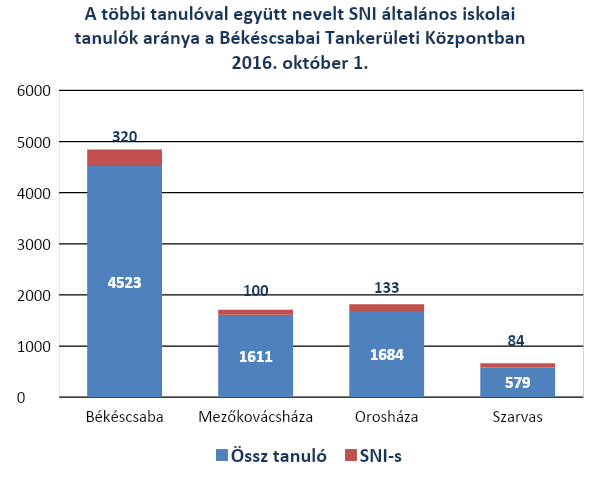 A többi tanulóval együtt nevelt SNI általános iskolai
tanulók aránya a Békéscsabai Tankerületi Központban
2016. október 1.
6000
5000
4000
3000
2000
1000
0
320
4523
100
1611
133
1684
84
579
Békéscsaba
Mezőkovácsháza
Orosháza
Szarvas
Össz tanuló
SNI-s